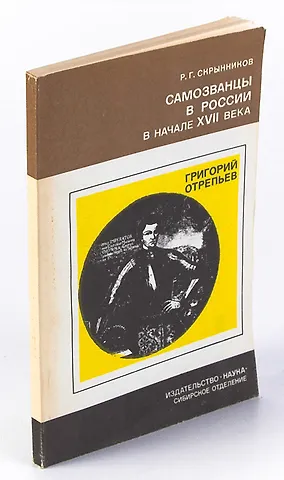 Р. Г. СКРЫННИКОВ
САМОЗВАНЦЫ
В РОССИИ
В НАЧАЛЕ XVII ВЕКА
ГРИГОРИЙ
ОТРЕПЬЕВ
ИЗДАТЕЛЬСТВО · НАУКА ·
СИБИРСКОЕ ОТДЕЛЕНИЕ